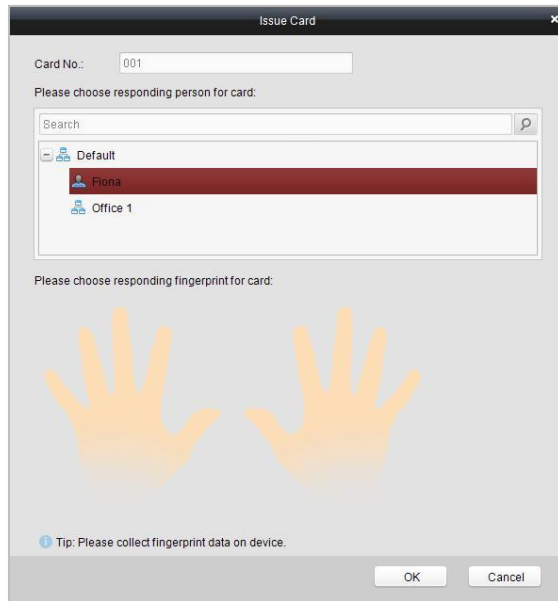 Issue Card
Card No.: 001
Please choose responding person for card:
Search
Default
Fiona
Office 1
Please choose responding fingerprint for card:
Tip: Please collect fingerprint data on device.
OK Cancel